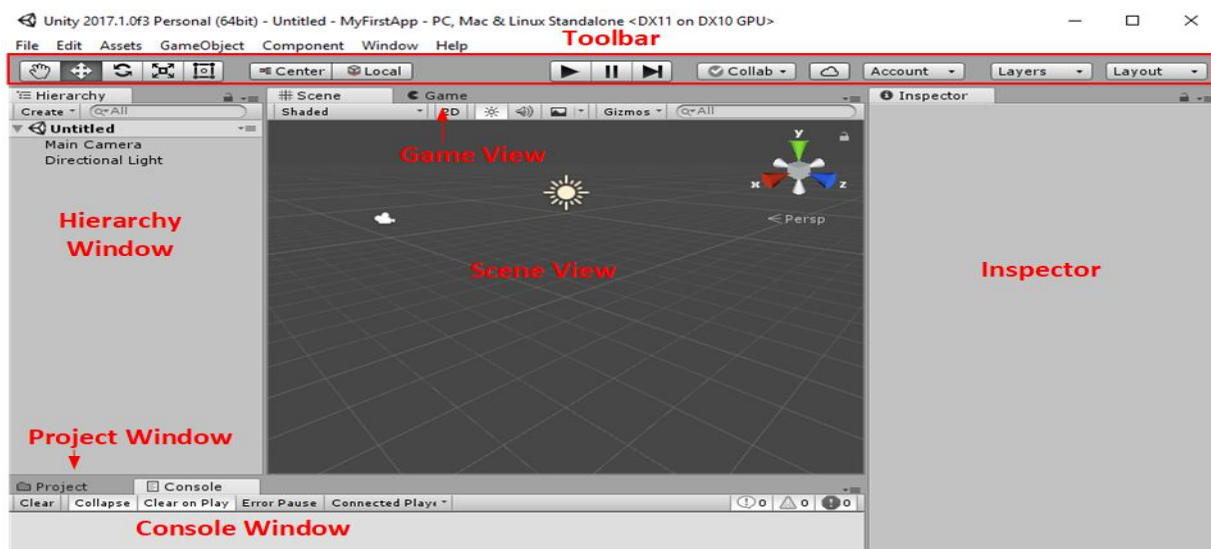 Unity 2017.1.0f3 Personal (64bit) - Untitled - MyFirstApp - PC, Mac & Linux Standalone <DX11 on DX10 GPU>
File Edit Assets GameObject Component Window Help
Toolbar
Center Local Collab Account Layers Layout
Hierarchy # Scene Game Inspector
Create All Shaded 2D Gizmos All
Untitled
Main Camera
Directional Light
Game View
y
x z
Persp
Hierarchy
Window
Scene View
Inspector
Project Window
Project Console
Clear Collapse Clear on Play Error Pause Connected Playe 0 0 0
Console Window